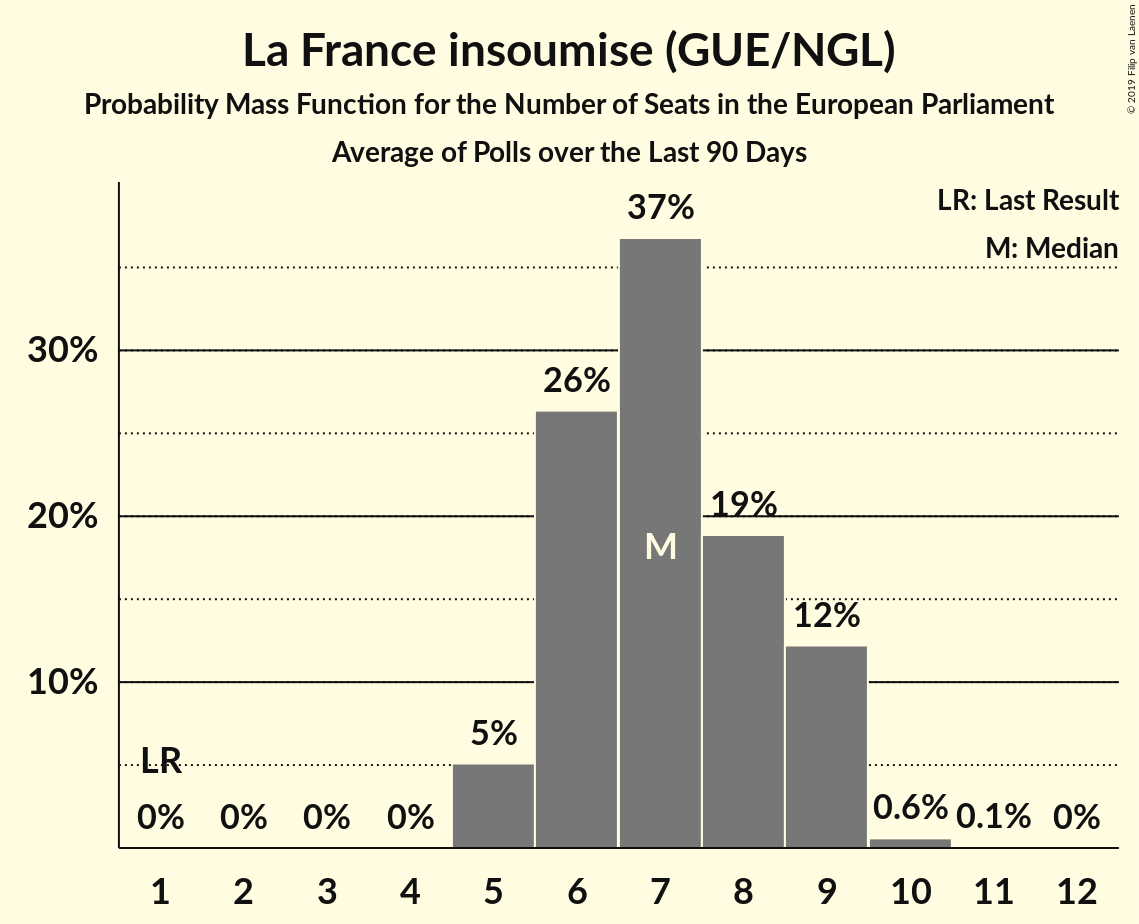 La France insoumise (GUE/NGL)
Probability Mass Function for the Number of Seats in the European Parliament
Average of Polls over the Last 90 Days
© 2019 Filip van Laenen
LR: Last Result
M: Median
37%
30%
26%
20%
19%
M
12%
10%
5%
LR
0%
0%
0%
0%
0.6%
0.1%
0%
1 2 3 4 5 6 7 8 9 10 11 12